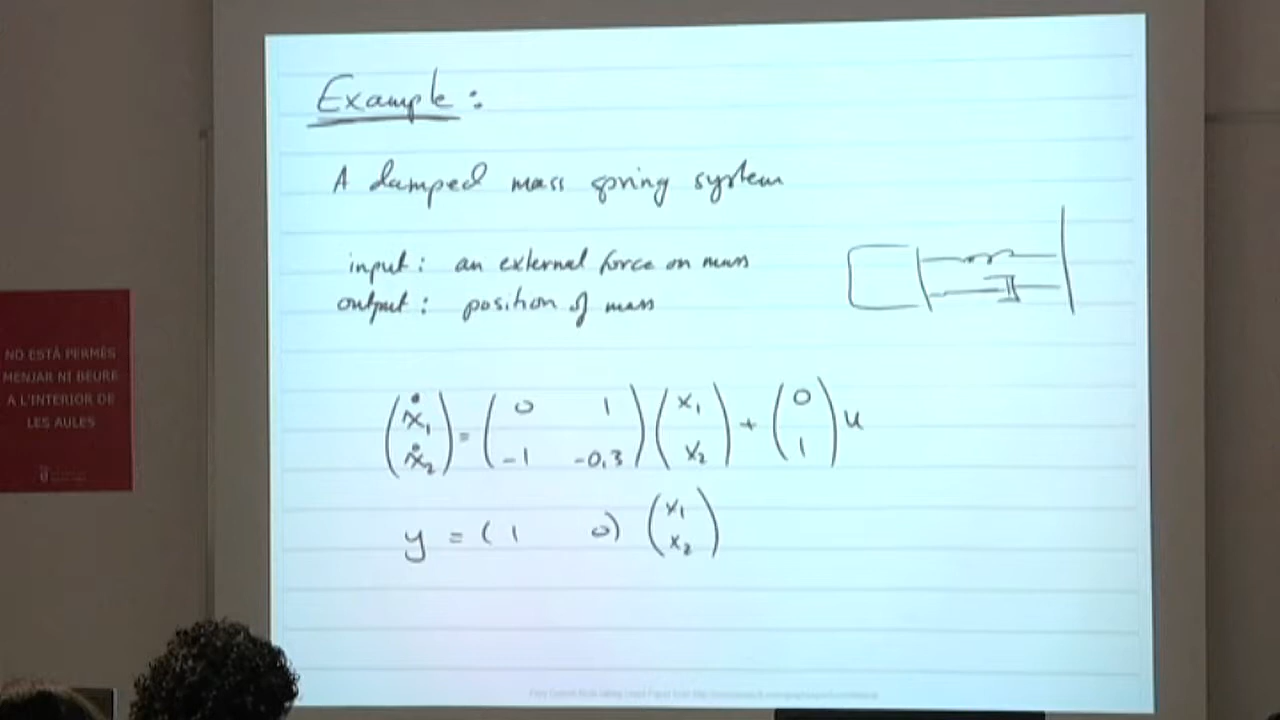 Example:
A damped mass spring system
input: an external force on mass
output: position of mass
(ẋ₁ ẋ₂) = (0 1 -1 -0,3) (x₁ x₂) + (0 1) u
y = (1 0) (x₁ x₂)
NO ESTÀ PERMÈS
MENJAR NI BEURE
A L'INTERIOR DE
LES AULES